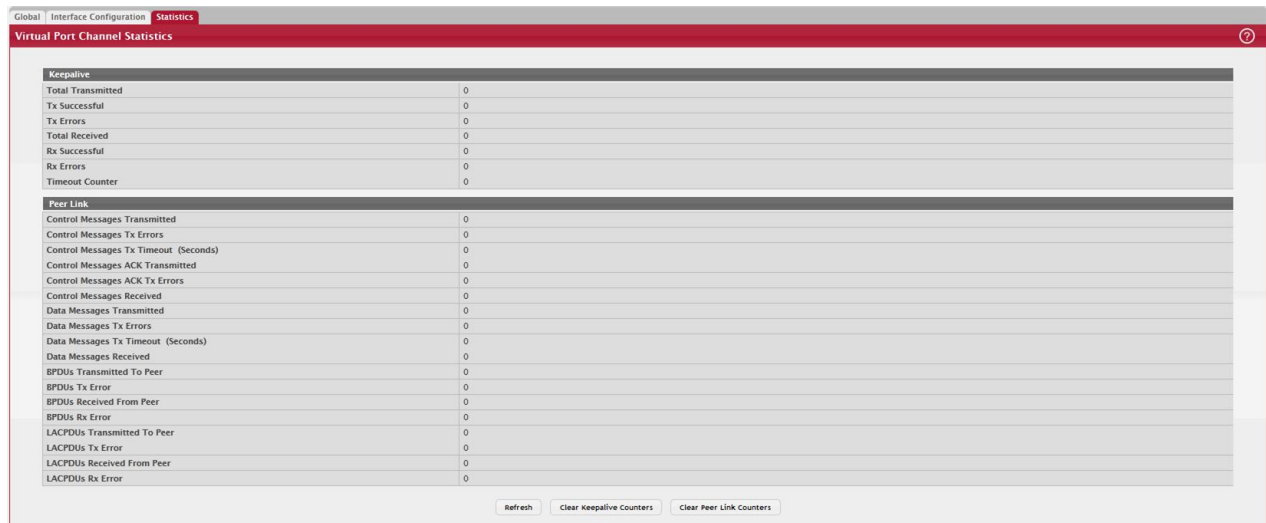 Global Interface Configuration Statistics
Virtual Port Channel Statistics ?
Keepalive
Total Transmitted 0
Tx Successful 0
Tx Errors 0
Total Received 0
Rx Successful 0
Rx Errors 0
Timeout Counter 0
Peer Link
Control Messages Transmitted 0
Control Messages Tx Errors 0
Control Messages Tx Timeout (Seconds) 0
Control Messages ACK Transmitted 0
Control Messages ACK Tx Errors 0
Control Messages Received 0
Data Messages Transmitted 0
Data Messages Tx Errors 0
Data Messages Tx Timeout (Seconds) 0
Data Messages Received 0
BPDUs Transmitted To Peer 0
BPDUs Tx Error 0
BPDUs Received From Peer 0
BPDUs Rx Error 0
LACPDUs Transmitted To Peer 0
LACPDUs Tx Error 0
LACPDUs Received From Peer 0
LACPDUs Rx Error 0
Refresh Clear Keepalive Counters Clear Peer Link Counters